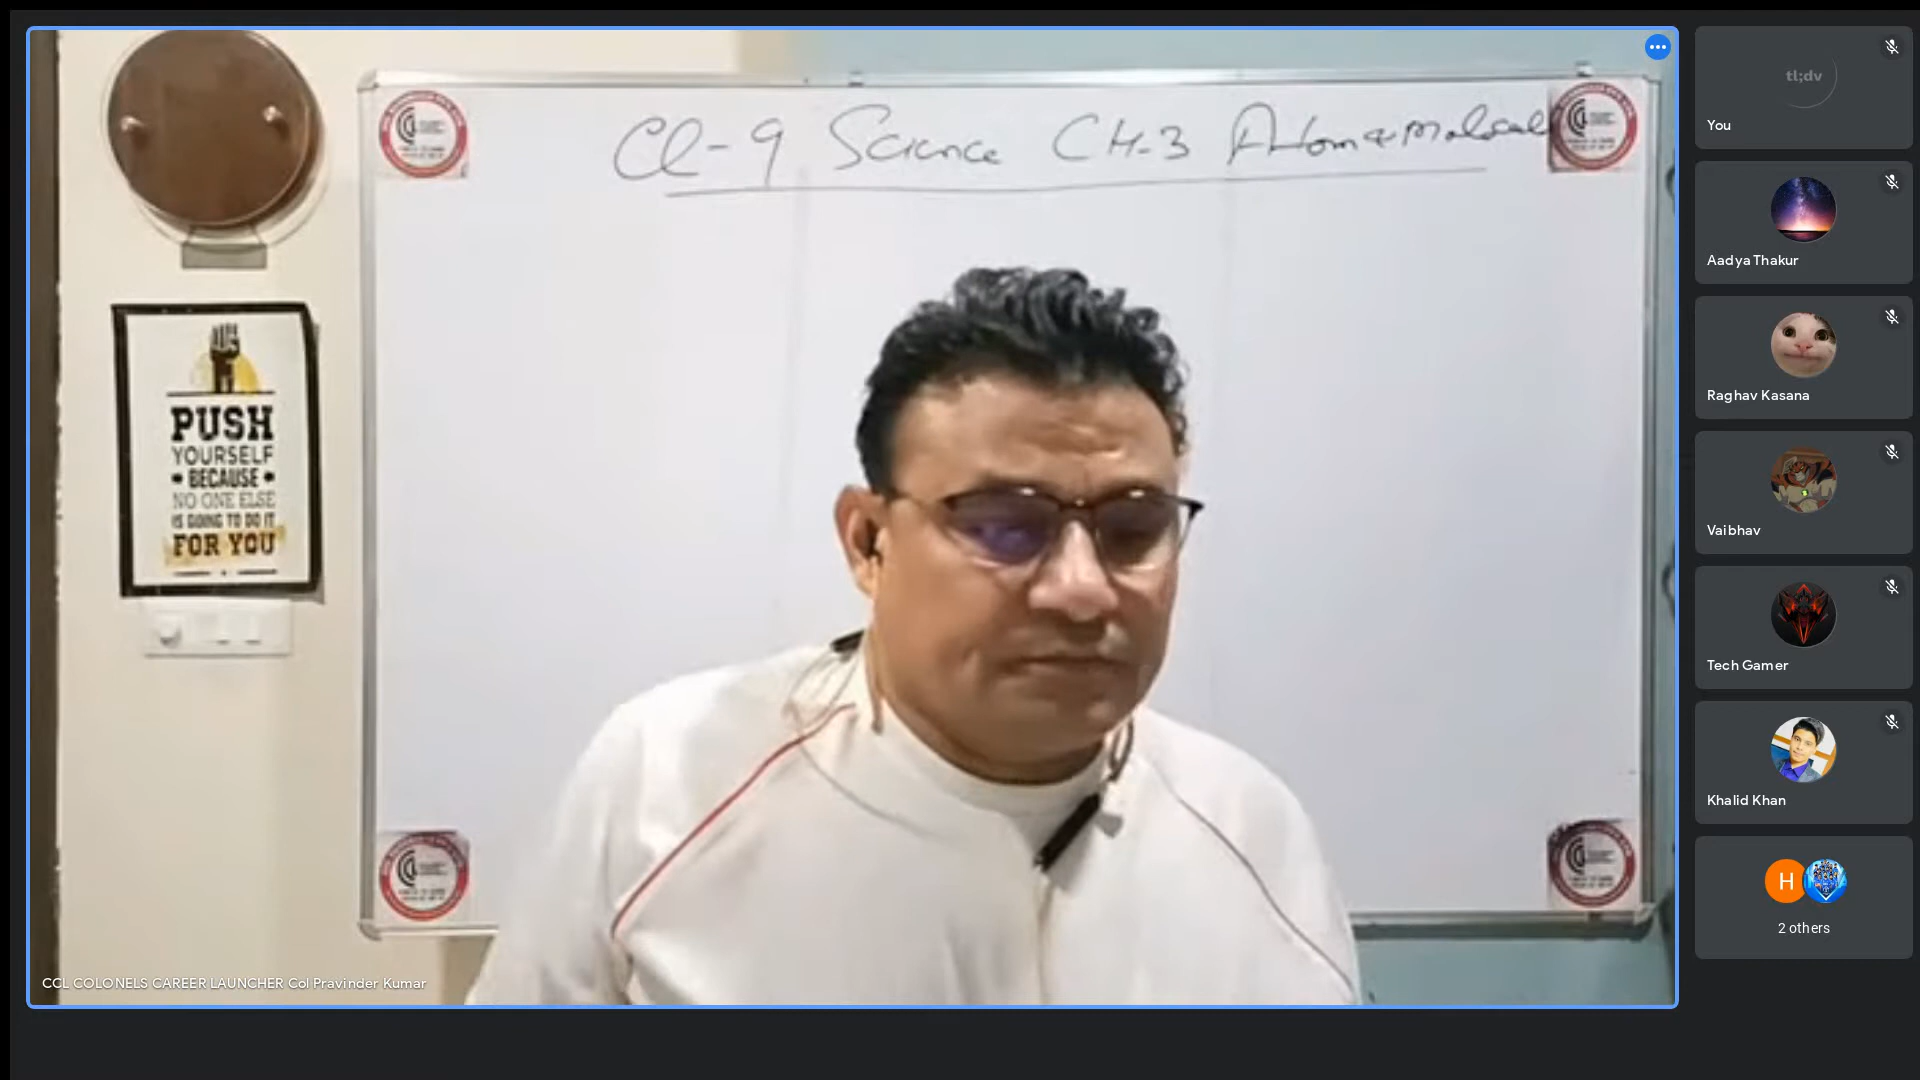 Cl-9 Science CH-3 Atom & Molecule
PUSH
YOURSELF
BECAUSE
NO ONE ELSE
IS GOING TO DO IT
FOR YOU
CCL COLONELS CAREER LAUNCHER Col Pravinder Kumar
tl;dv
You
Aadya Thakur
Raghav Kasana
Vaibhav
Tech Gamer
Khalid Khan
H
2 others